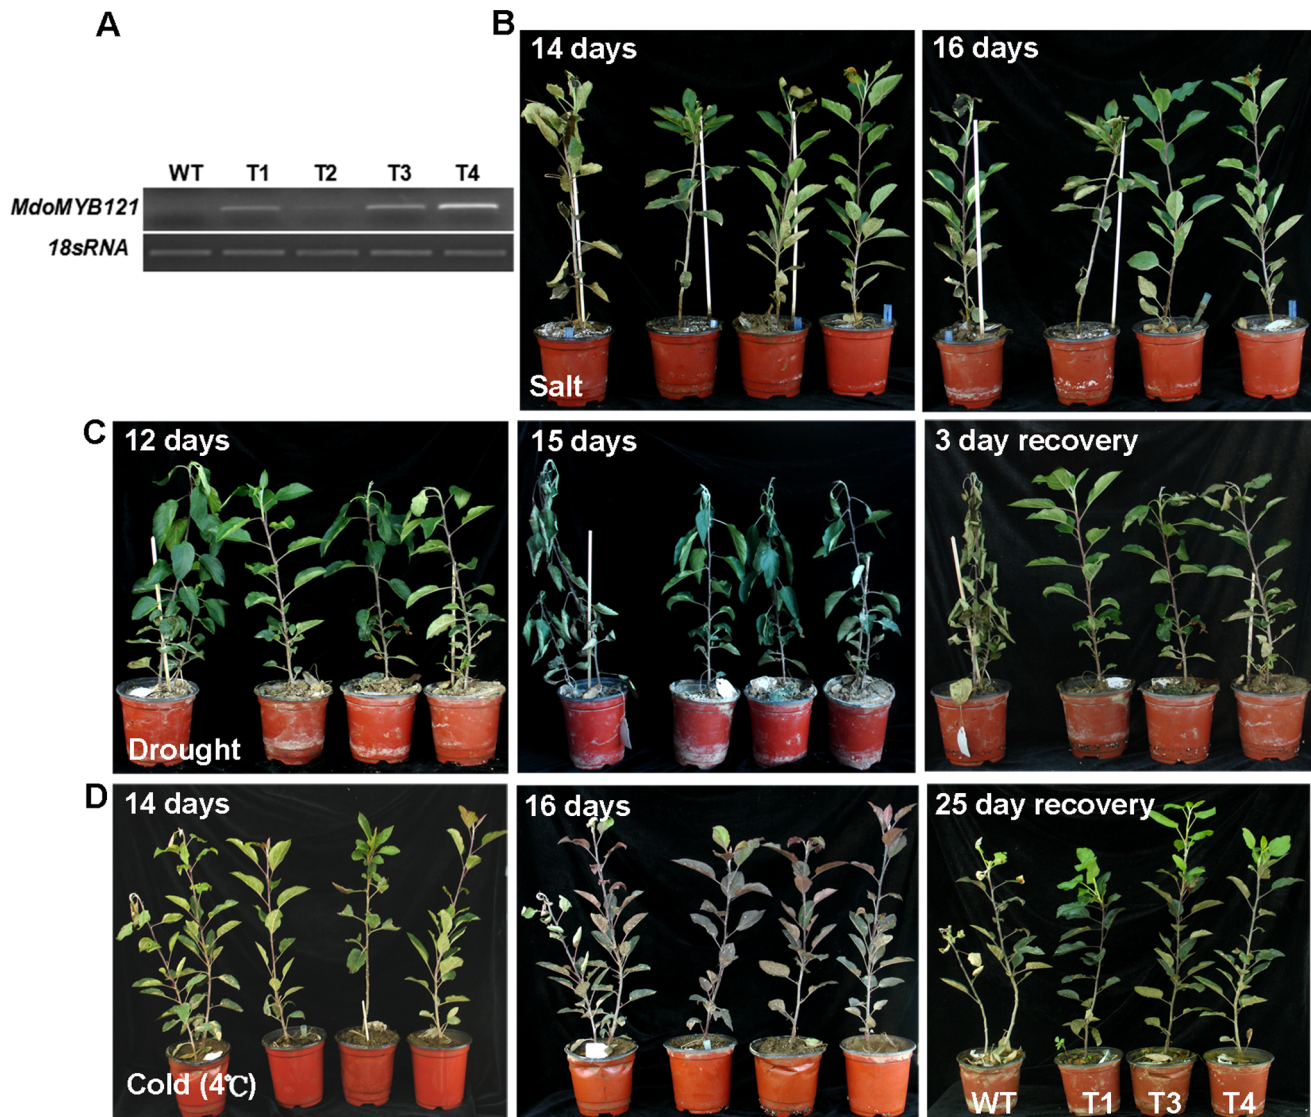 A
WT T1 T2 T3 T4
MdoMYB121
18sRNA
B
14 days
16 days
Salt
C
12 days
15 days
3 day recovery
Drought
D
14 days
16 days
25 day recovery
Cold (4℃)
WT T1 T3 T4